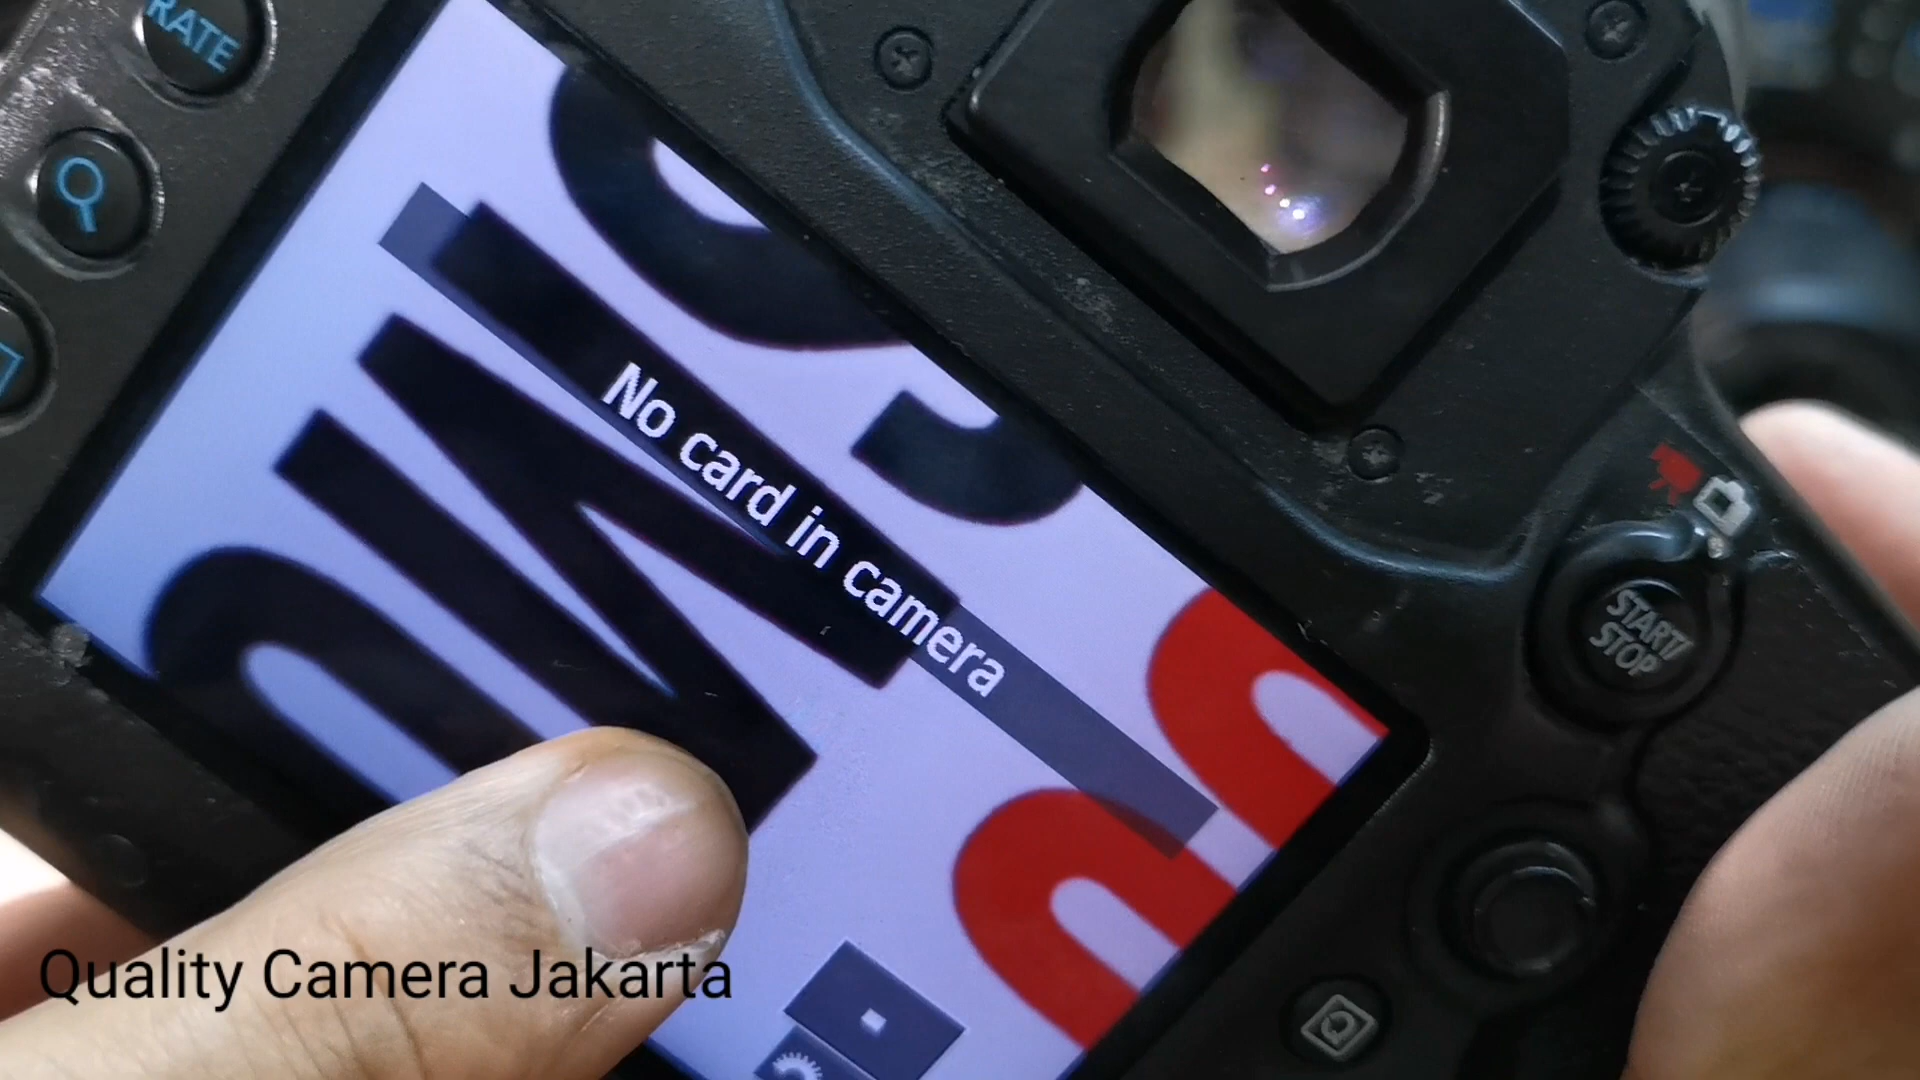 RATE
No card in camera
START/
STOP
Quality Camera Jakarta